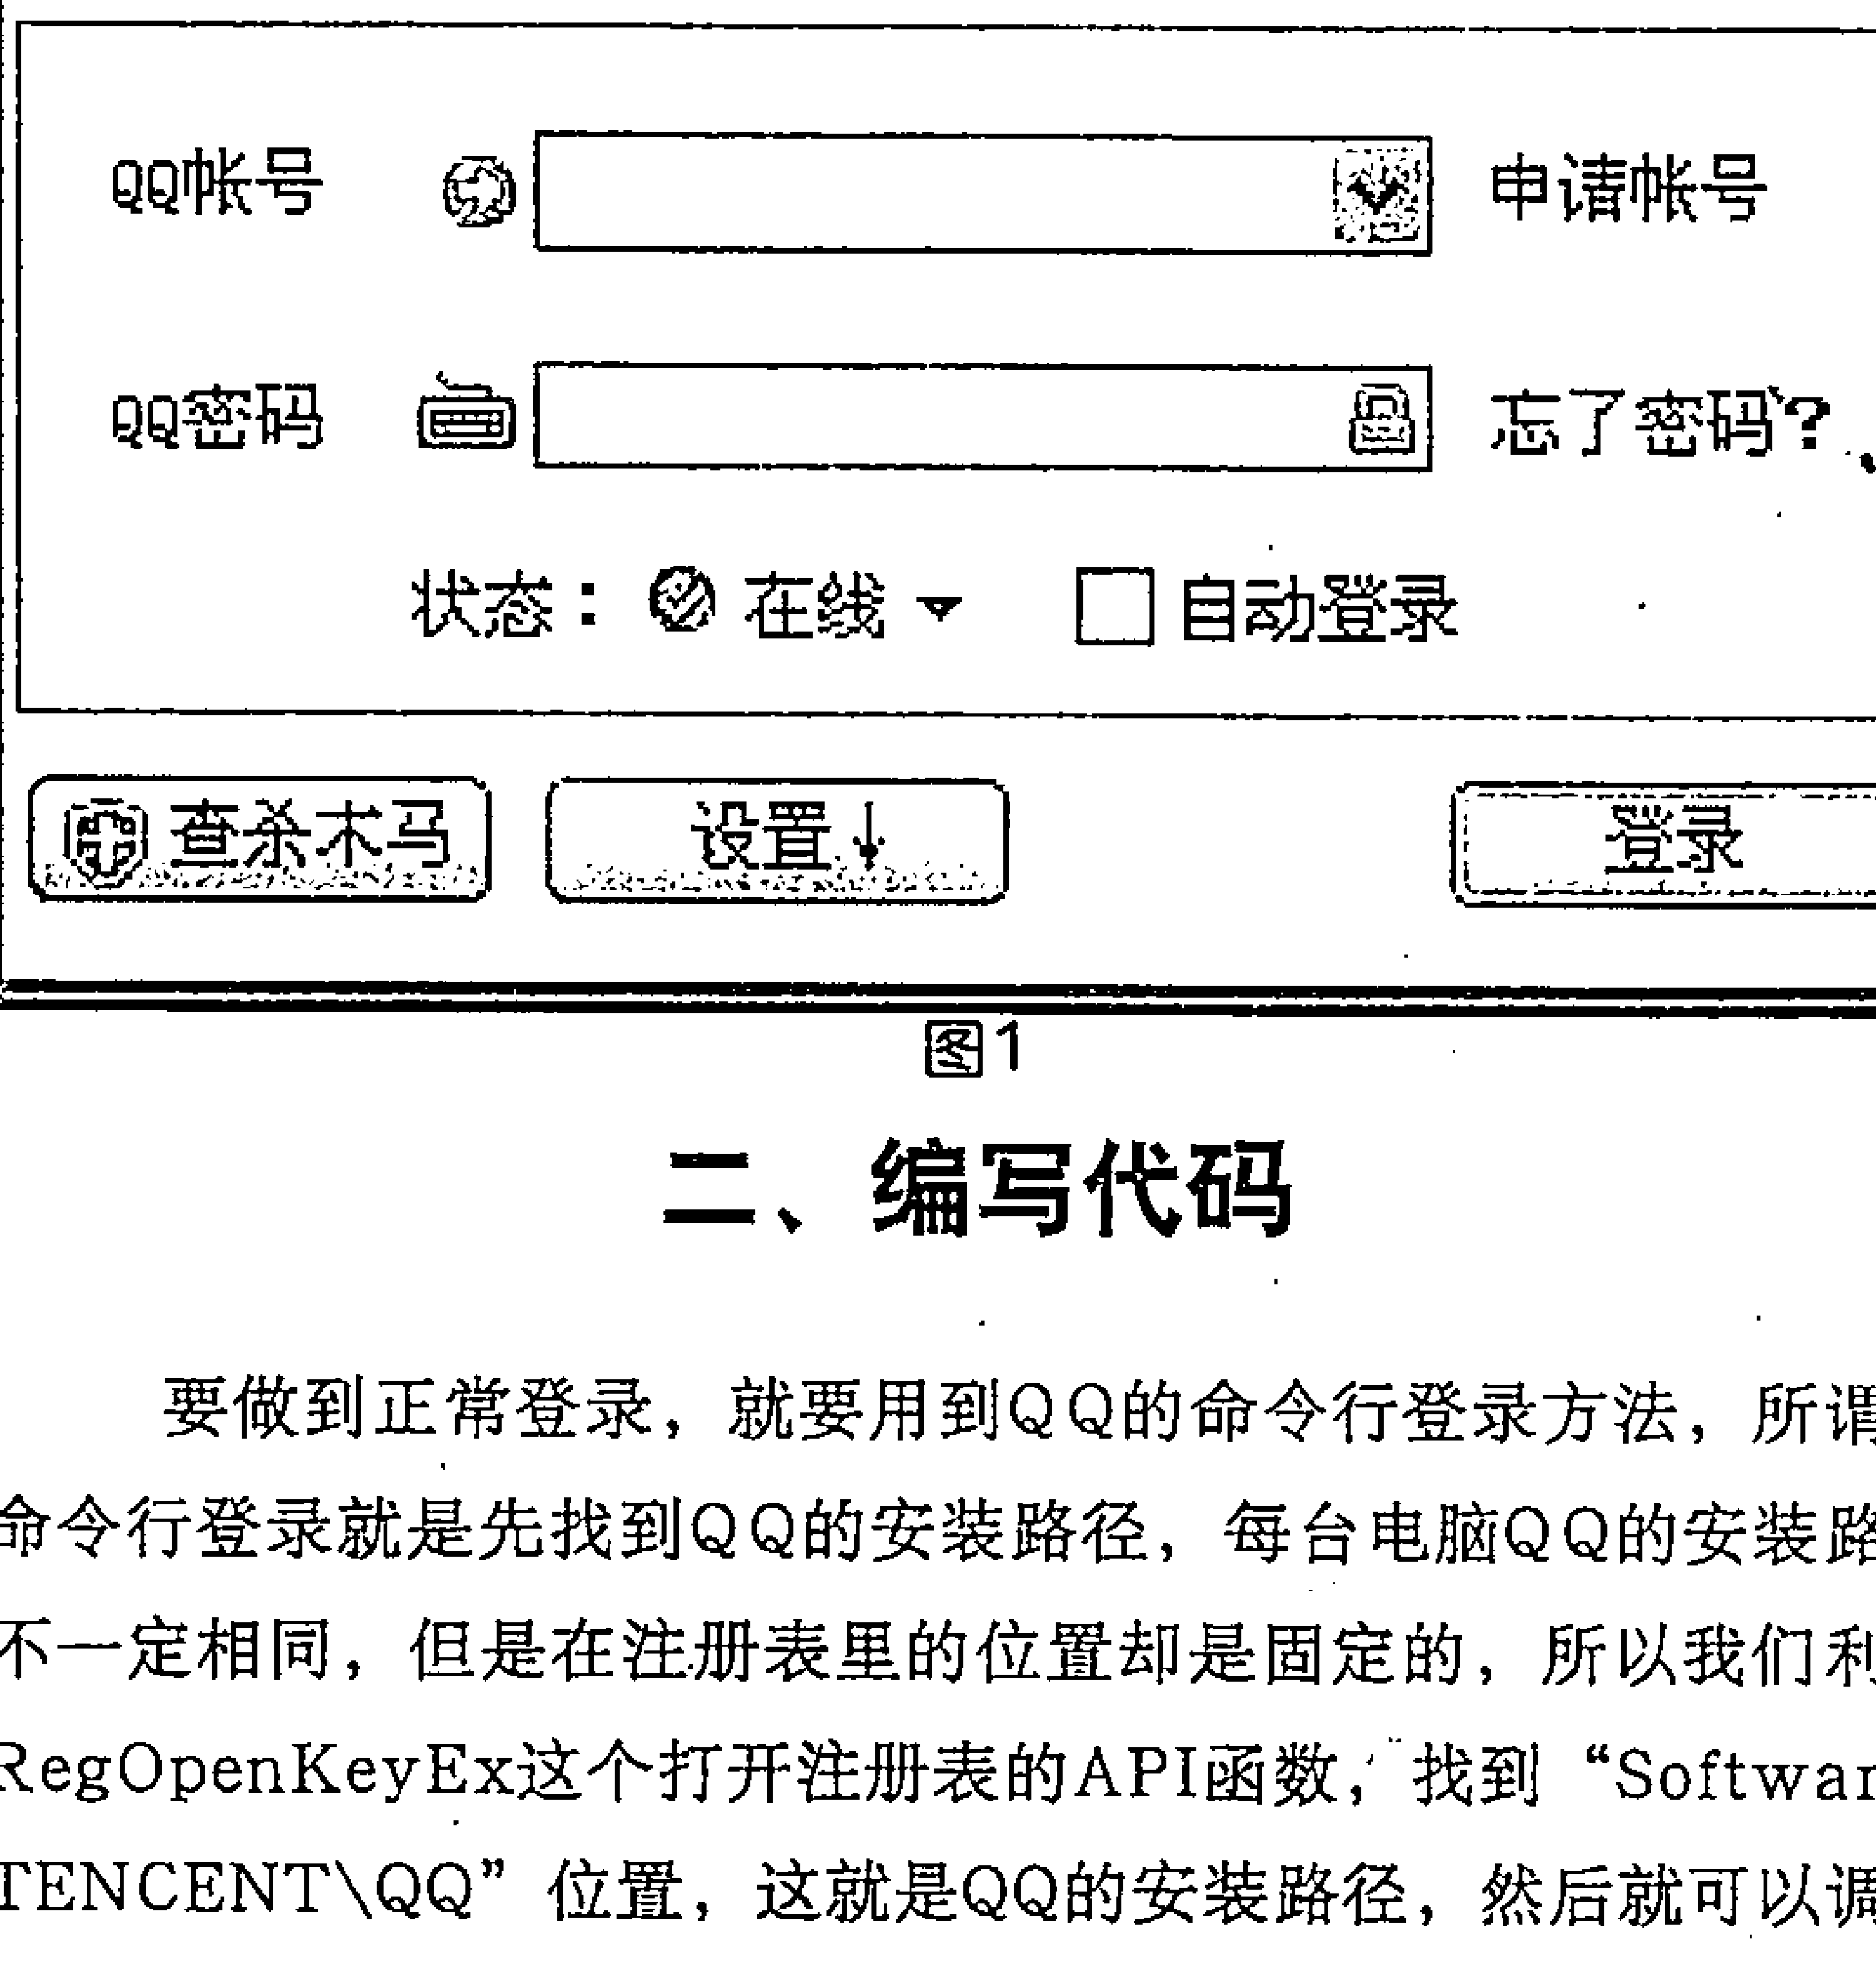 QQ帐号 申请帐号
QQ密码 忘了密码?
状态: 在线 自动登录
查杀木马 设置↓ 登录
图1
二、编写代码
要做到正常登录，就要用到QQ的命令行登录方法，所谓
命令行登录就是先找到QQ的安装路径，每台电脑QQ的安装路
不一定相同，但是在注册表里的位置却是固定的，所以我们利
RegOpenKeyEx这个打开注册表的API函数，找到“Softwar
TENCENT\QQ”位置，这就是QQ的安装路径，然后就可以调